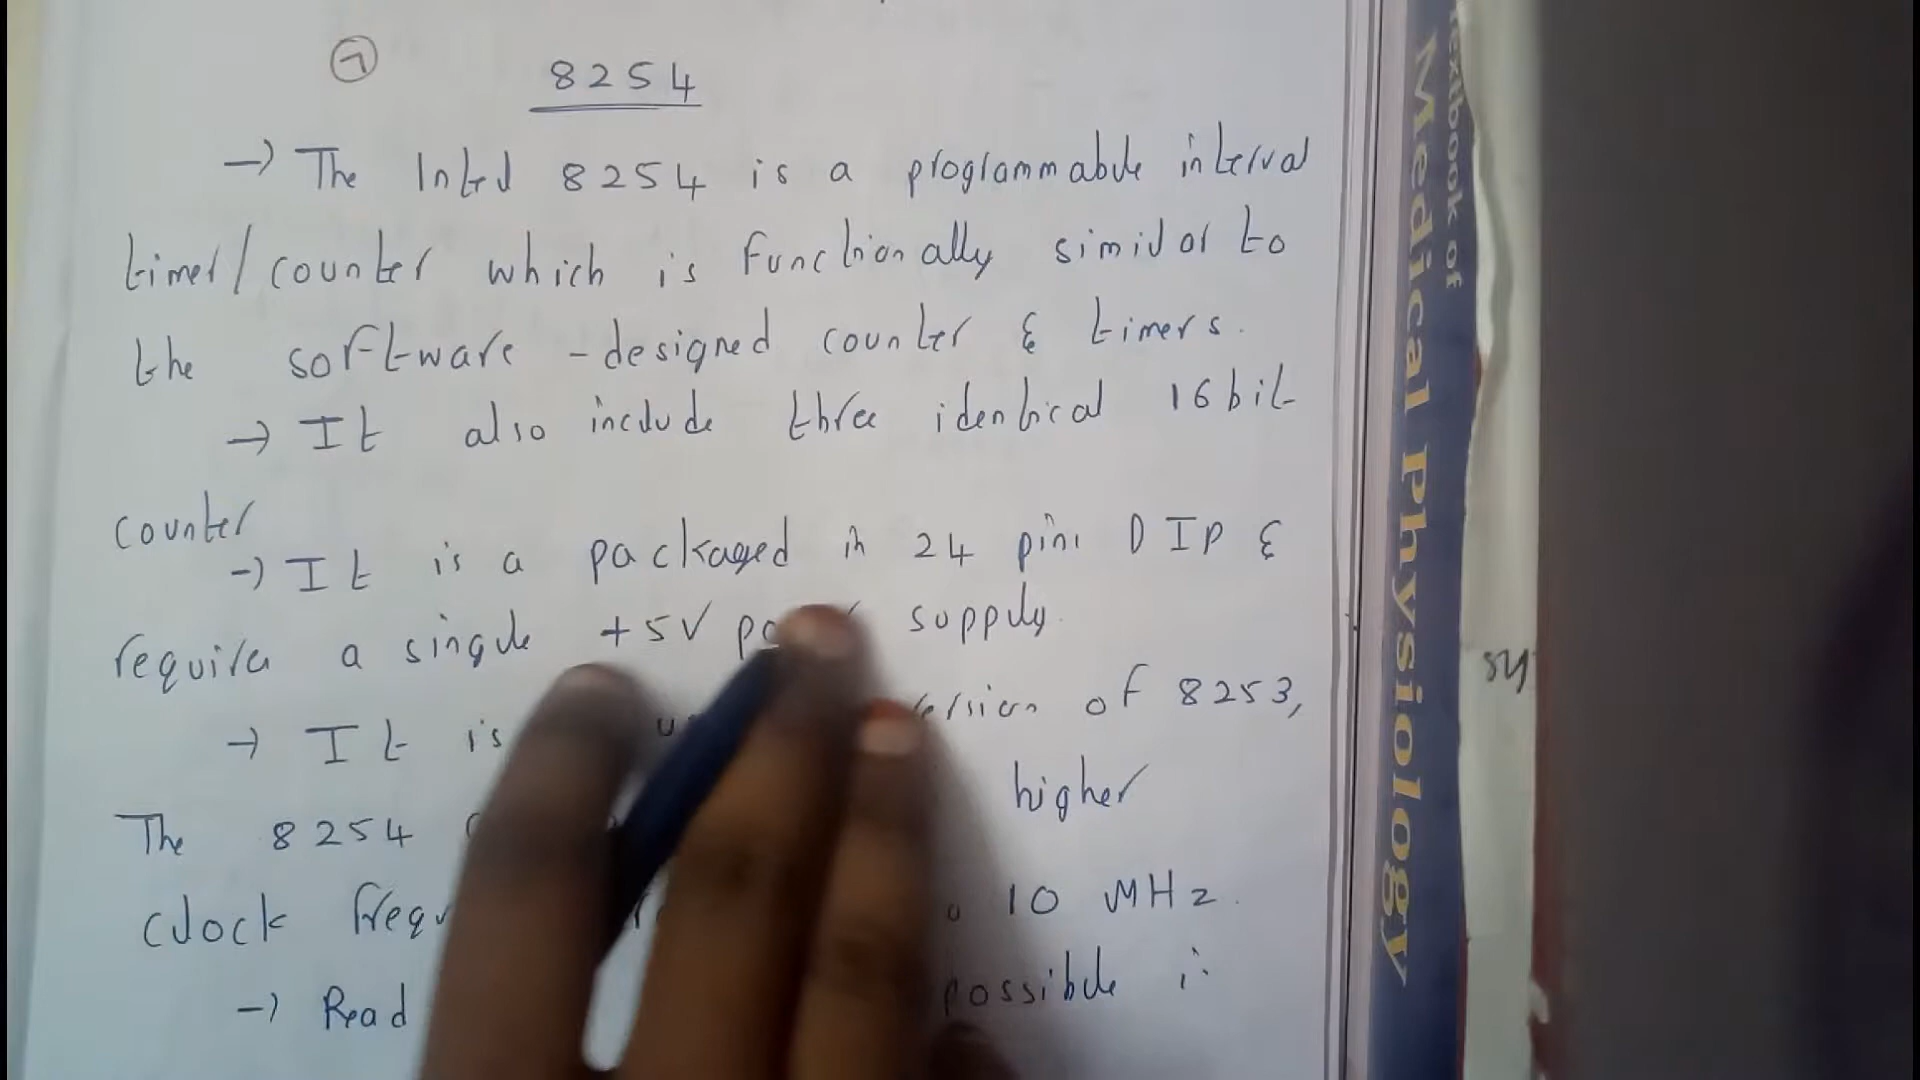 7
8254
→ The Intel 8254 is a programmable interval
timer/counter which is functionally similar to
the software - designed counter & timers.
→ It also include three identical 16 bit
counter
→ It is a packaged in 24 pin DIP &
require a single +5V supply.
→ It is of 8253,
The 8254 higher
clock 10 MHz.
→ Read possible
Textbook of
Medical Physiology